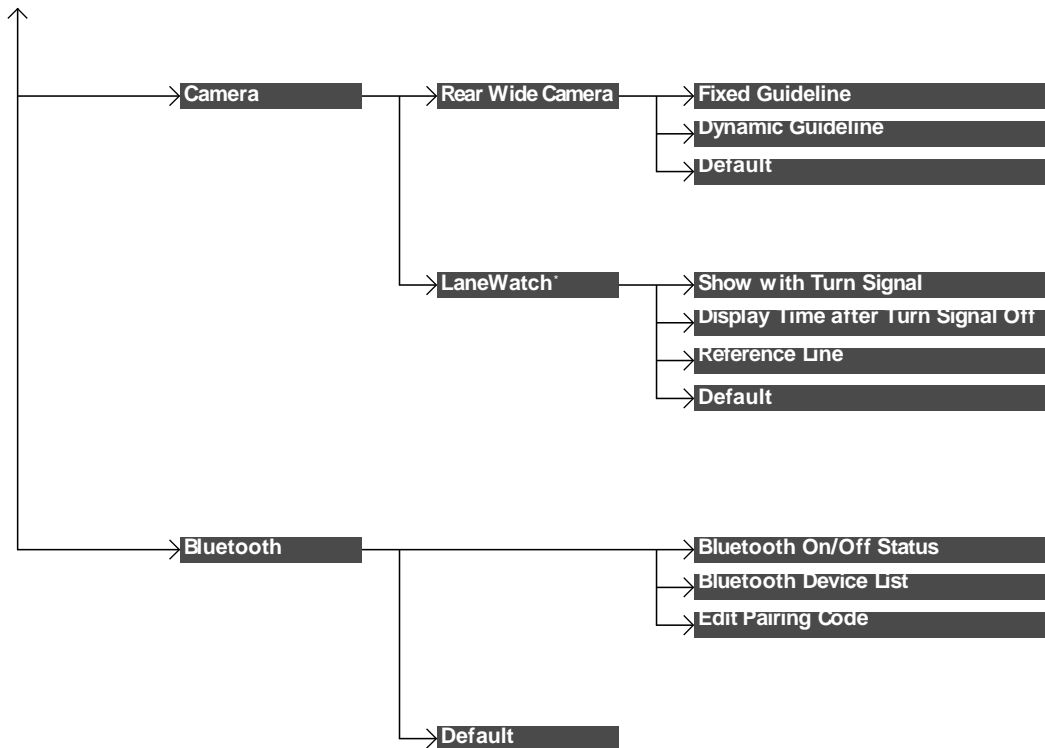 Camera
Rear Wide Camera
Fixed Guideline
Dynamic Guideline
Default
LaneWatch*
Show with Turn Signal
Display Time after Turn Signal Off
Reference Line
Default
Bluetooth
Bluetooth On/Off Status
Bluetooth Device List
Edit Pairing Code
Default